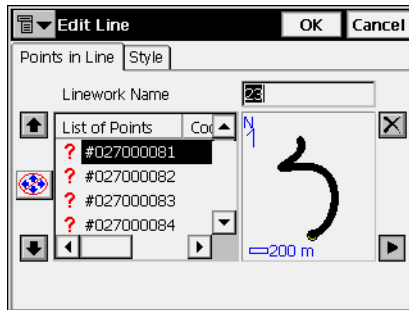 Edit Line OK Cancel
Points in Line Style
Linework Name 23
List of Points Coc
? #027000081
? #027000082
? #027000083
? #027000084
N
200 m